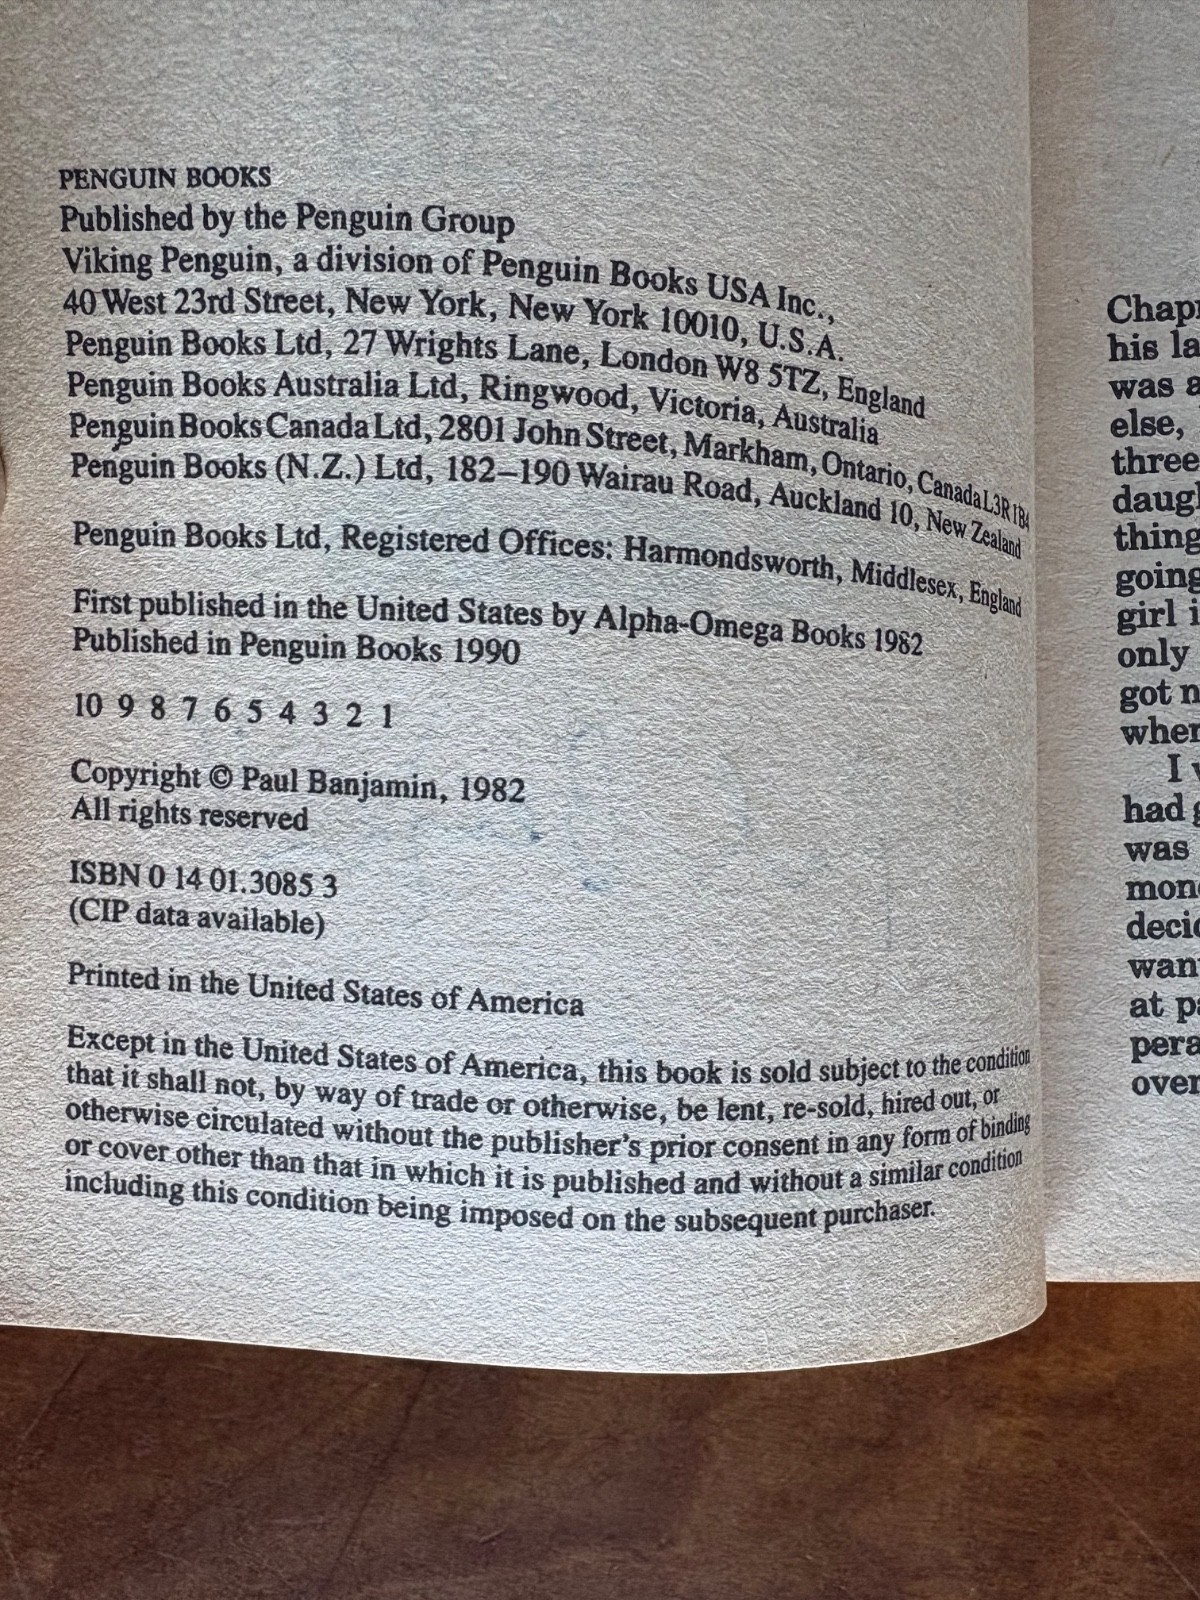 PENGUIN BOOKS
Published by the Penguin Group
Viking Penguin, a division of Penguin Books USA Inc.,
40 West 23rd Street, New York, New York 10010, U.S.A.
Penguin Books Ltd, 27 Wrights Lane, London W8 5TZ, England
Penguin Books Australia Ltd, Ringwood, Victoria, Australia
Penguin Books Canada Ltd, 2801 John Street, Markham, Ontario, Canada L3R 1B4
Penguin Books (N.Z.) Ltd, 182–190 Wairau Road, Auckland 10, New Zealand
Penguin Books Ltd, Registered Offices: Harmondsworth, Middlesex, England
First published in the United States by Alpha-Omega Books 1982
Published in Penguin Books 1990
10 9 8 7 6 5 4 3 2 1
Copyright © Paul Banjamin, 1982
All rights reserved
ISBN 0 14 01.3085 3
(CIP data available)
Printed in the United States of America
Except in the United States of America, this book is sold subject to the condition
that it shall not, by way of trade or otherwise, be lent, re-sold, hired out, or
otherwise circulated without the publisher's prior consent in any form of binding
or cover other than that in which it is published and without a similar condition
including this condition being imposed on the subsequent purchaser.
his la
was a
else,
three
daugh
thing
going
girl i
only
got n
when
I w
had g
was
mone
decid
want
at pa
pera
over